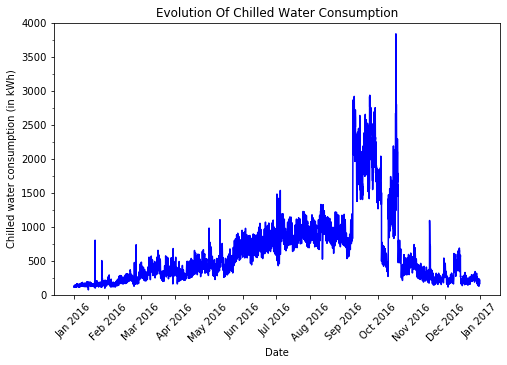 Evolution Of Chilled Water Consumption
Chilled water consumption (in kWh)
4000
3500
3000
2500
2000
1500
1000
500
0
Jan 2016
Feb 2016
Mar 2016
Apr 2016
May 2016
Jun 2016
Jul 2016
Aug 2016
Sep 2016
Oct 2016
Nov 2016
Dec 2016
Jan 2017
Date